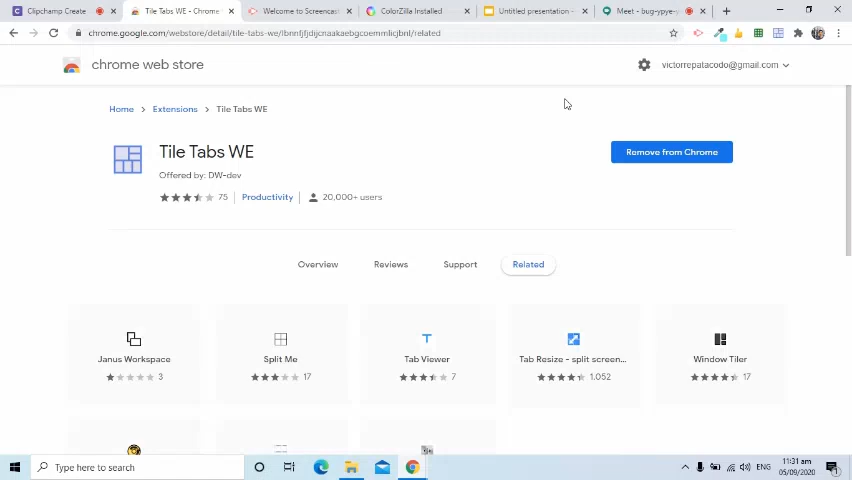 Clipchamp Create
Tile Tabs WE - Chrome
Welcome to Screencast
ColorZilla Installed
Untitled presentation -
Meet - bug-ypye-y
chrome.google.com/webstore/detail/tile-tabs-we/
/related
chrome web store
victorrepatacodo@gmail.com
Home > Extensions > Tile Tabs WE
Tile Tabs WE
Remove from Chrome
Offered by: DW-dev
75 Productivity 20,000+ users
Overview Reviews Support Related
Janus Workspace
3
Split Me
17
Tab Viewer
7
Tab Resize - split screen...
1.052
Window Tiler
17
Type here to search
ENG
11:31 am
05/09/2020